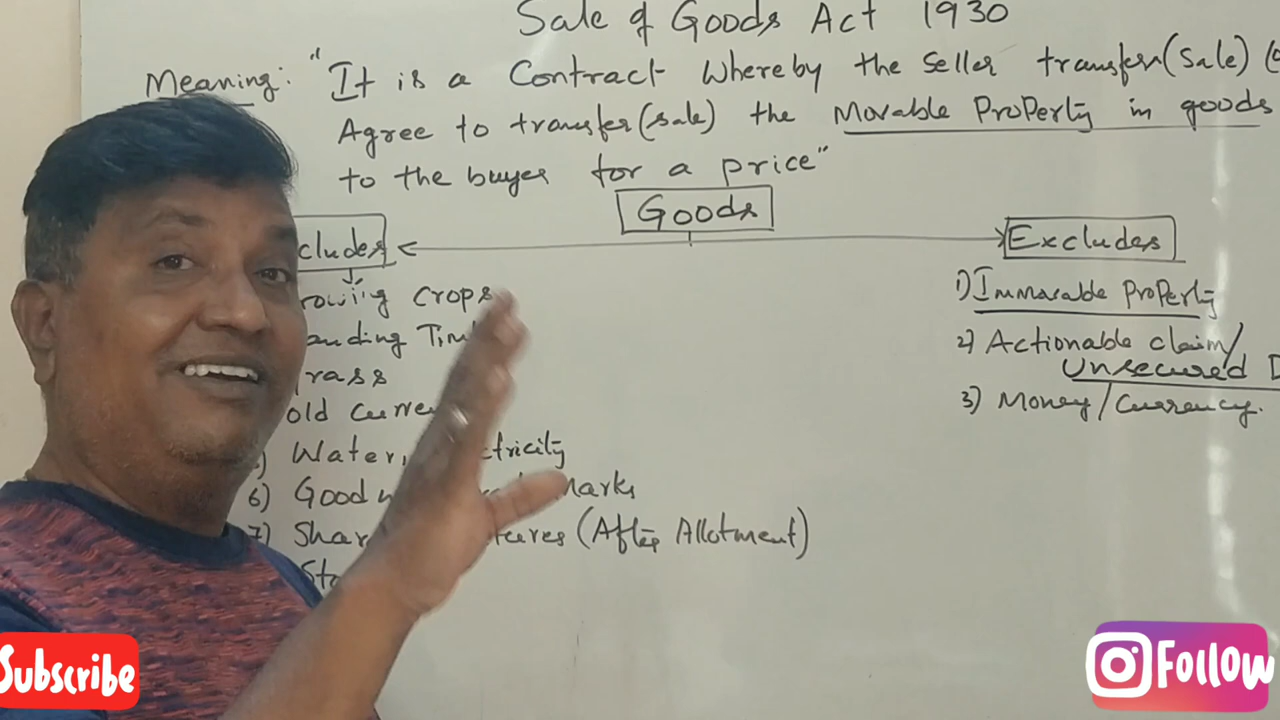 Sale of Goods Act 1930
Meaning: "It is a Contract Whereby the Seller transfer (Sale)
Agree to transfer (sale) the Movable Property in goods
to the buyer for a price"
Goods
cludes
Excludes
rowing Crops
1) Immovable Property
anding Tim
2) Actionable claim/
Unsecured D
rass
old Curre
3) Money/Currency.
5) Water, ctricity
6) Good marks
7) Shar tures (After Allotment)
St
Subscribe
Follow